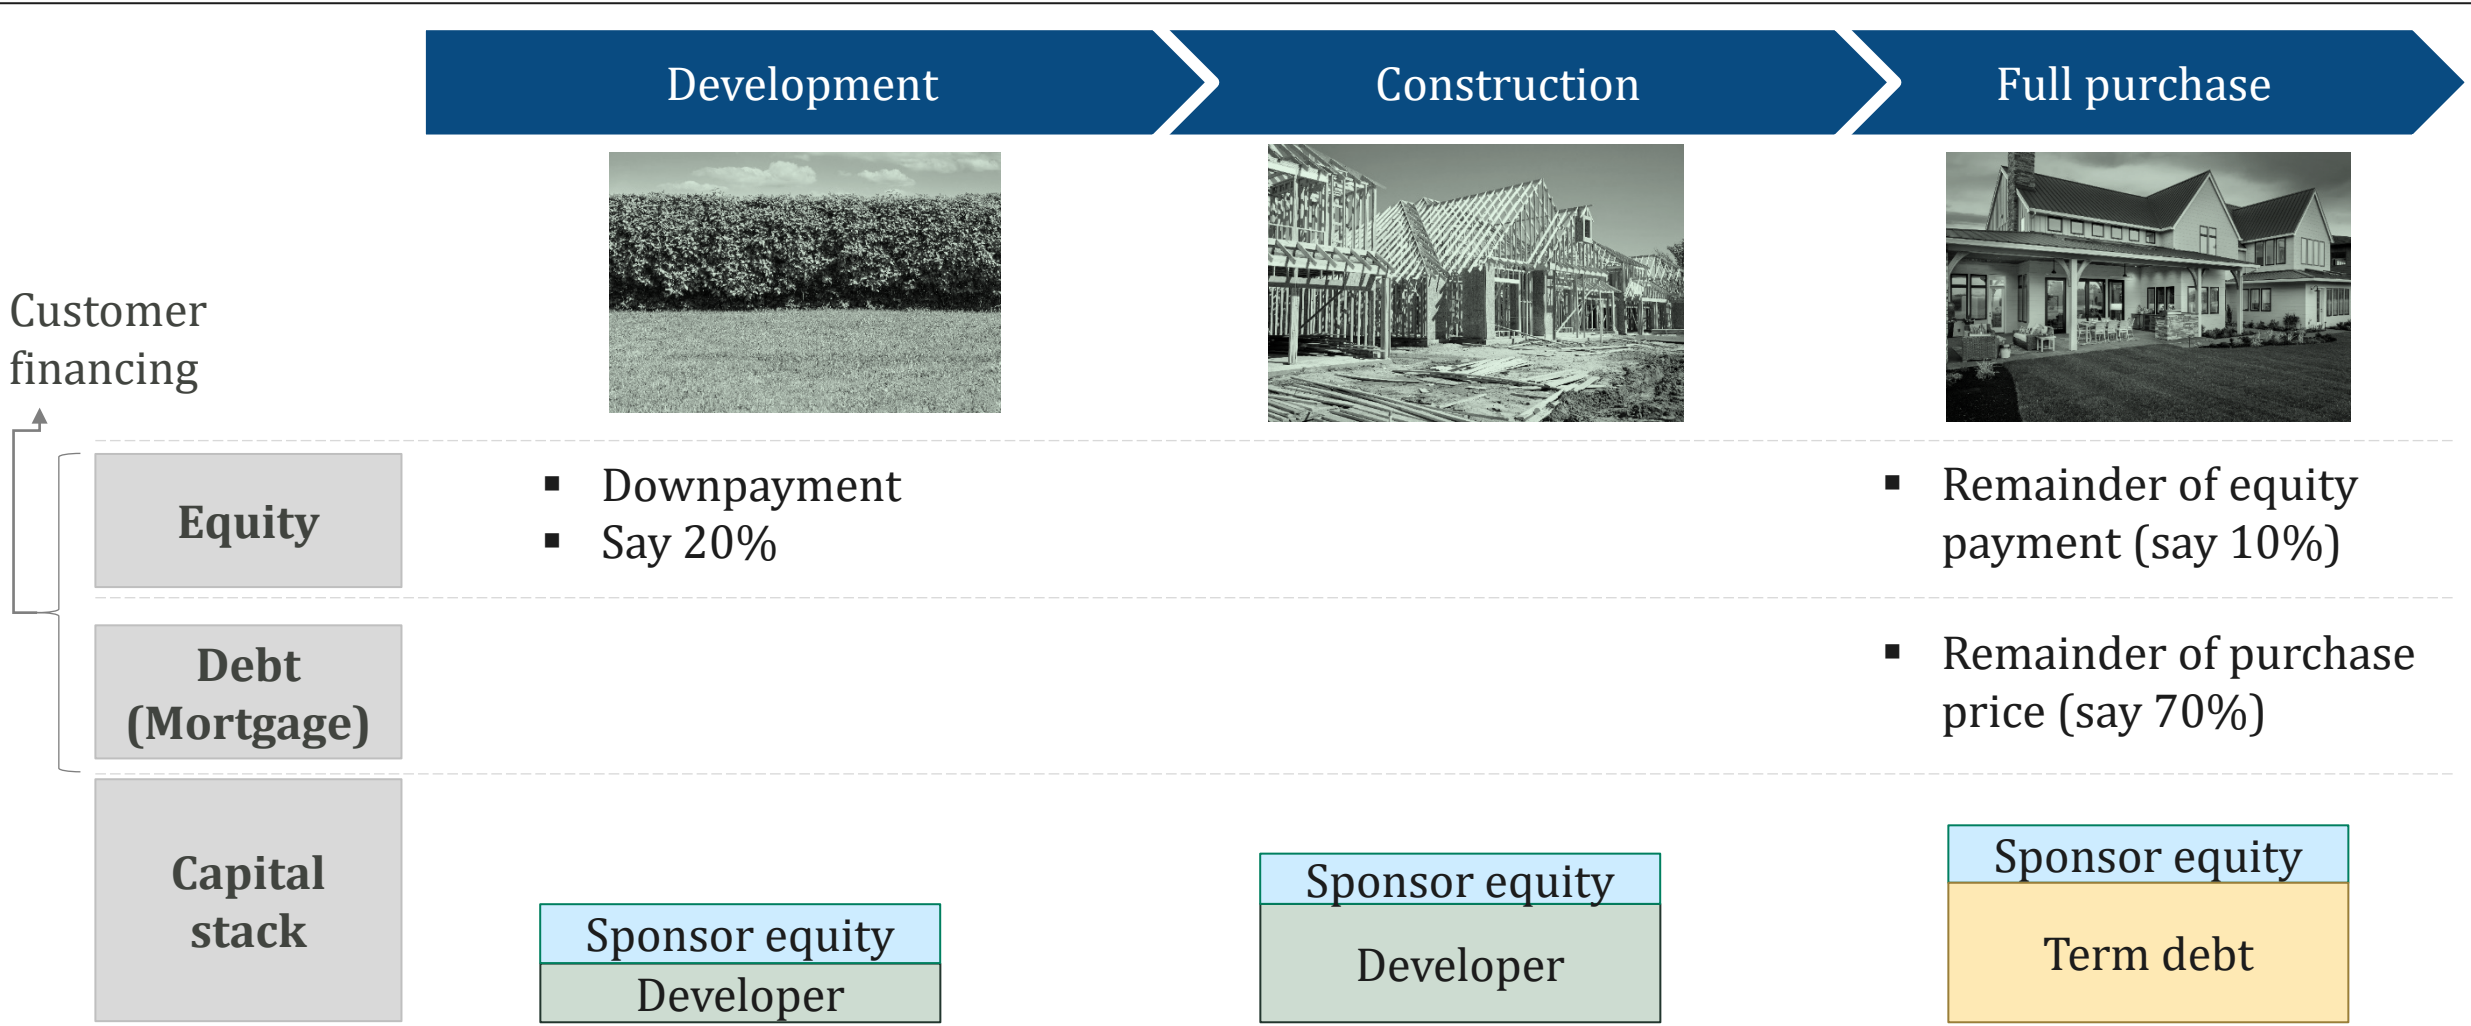 Development
Construction
Full purchase
Customer
financing
Equity
▪ Downpayment
▪ Say 20%
▪ Remainder of equity
payment (say 10%)
Debt
(Mortgage)
▪ Remainder of purchase
price (say 70%)
Capital
stack
Sponsor equity
Developer
Sponsor equity
Developer
Sponsor equity
Term debt